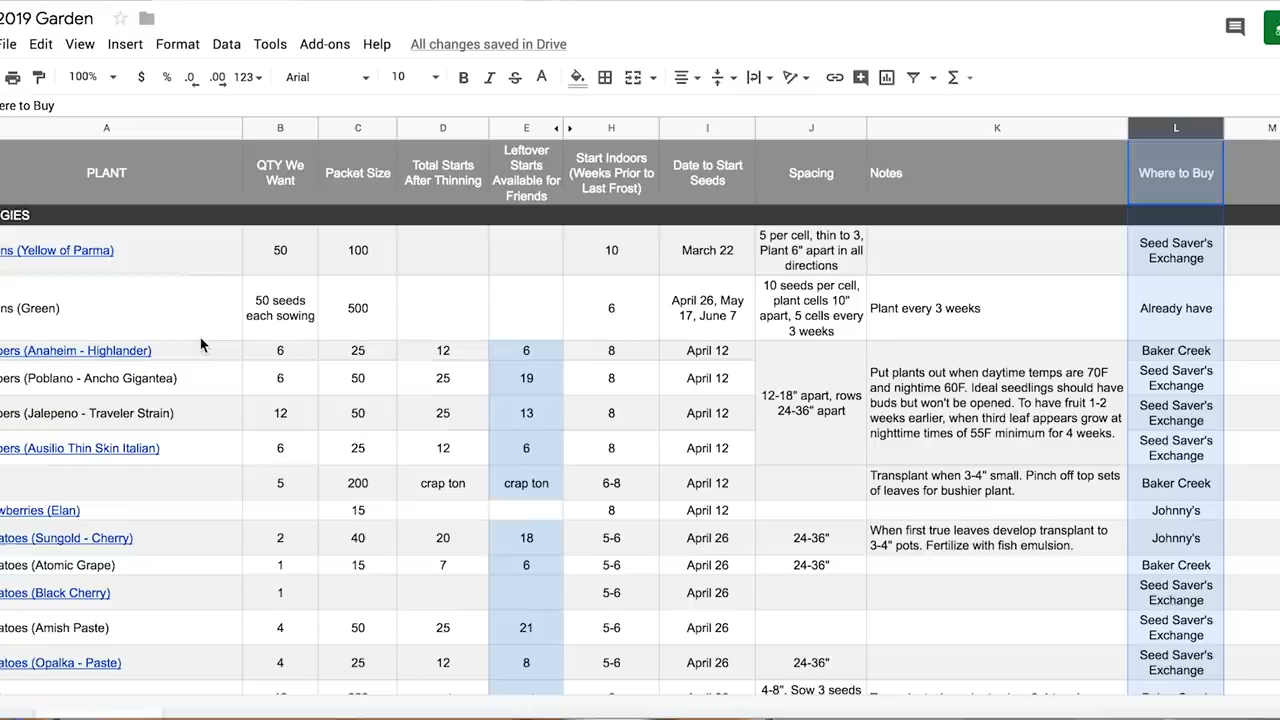 2019 Garden
File Edit View Insert Format Data Tools Add-ons Help All changes saved in Drive
100% $ % .0 .00 123 Arial 10 B I S A
ere to Buy
A B C D E H I J K L M
PLANT
QTY We
Want
Packet Size
Total Starts
After Thinning
Leftover
Starts
Available for
Friends
Start Indoors
(Weeks Prior to
Last Frost)
Date to Start
Seeds
Spacing
Notes
Where to Buy
GIES
ns (Yellow of Parma)
50
100
10
March 22
5 per cell, thin to 3,
Plant 6" apart in all
directions
Seed Saver's
Exchange
ns (Green)
50 seeds
each sowing
500
6
April 26, May
17, June 7
10 seeds per cell,
plant cells 10"
apart, 5 cells every
3 weeks
Plant every 3 weeks
Already have
pers (Anaheim - Highlander)
6
25
12
6
8
April 12
12-18" apart, rows
24-36" apart
Put plants out when daytime temps are 70F
and nightime 60F. Ideal seedlings should have
buds but won't be opened. To have fruit 1-2
weeks earlier, when third leaf appears grow at
nighttime times of 55F minimum for 4 weeks.
Baker Creek
pers (Poblano - Ancho Gigantea)
6
50
25
19
8
April 12
Seed Saver's
Exchange
pers (Jalepeno - Traveler Strain)
12
50
25
13
8
April 12
Seed Saver's
Exchange
pers (Ausilio Thin Skin Italian)
6
25
12
6
8
April 12
Seed Saver's
Exchange
5
200
crap ton
crap ton
6-8
April 12
Transplant when 3-4" small. Pinch off top sets
of leaves for bushier plant.
Baker Creek
wberries (Elan)
15
8
April 12
Johnny's
atoes (Sungold - Cherry)
2
40
20
18
5-6
April 26
24-36"
When first true leaves develop transplant to
3-4" pots. Fertilize with fish emulsion.
Johnny's
atoes (Atomic Grape)
1
15
7
6
5-6
April 26
24-36"
Baker Creek
atoes (Black Cherry)
1
5-6
April 26
Seed Saver's
Exchange
atoes (Amish Paste)
4
50
25
21
5-6
April 26
Seed Saver's
Exchange
atoes (Opalka - Paste)
4
25
12
8
5-6
April 26
24-36"
Seed Saver's
Exchange
4-8". Sow 3 seeds